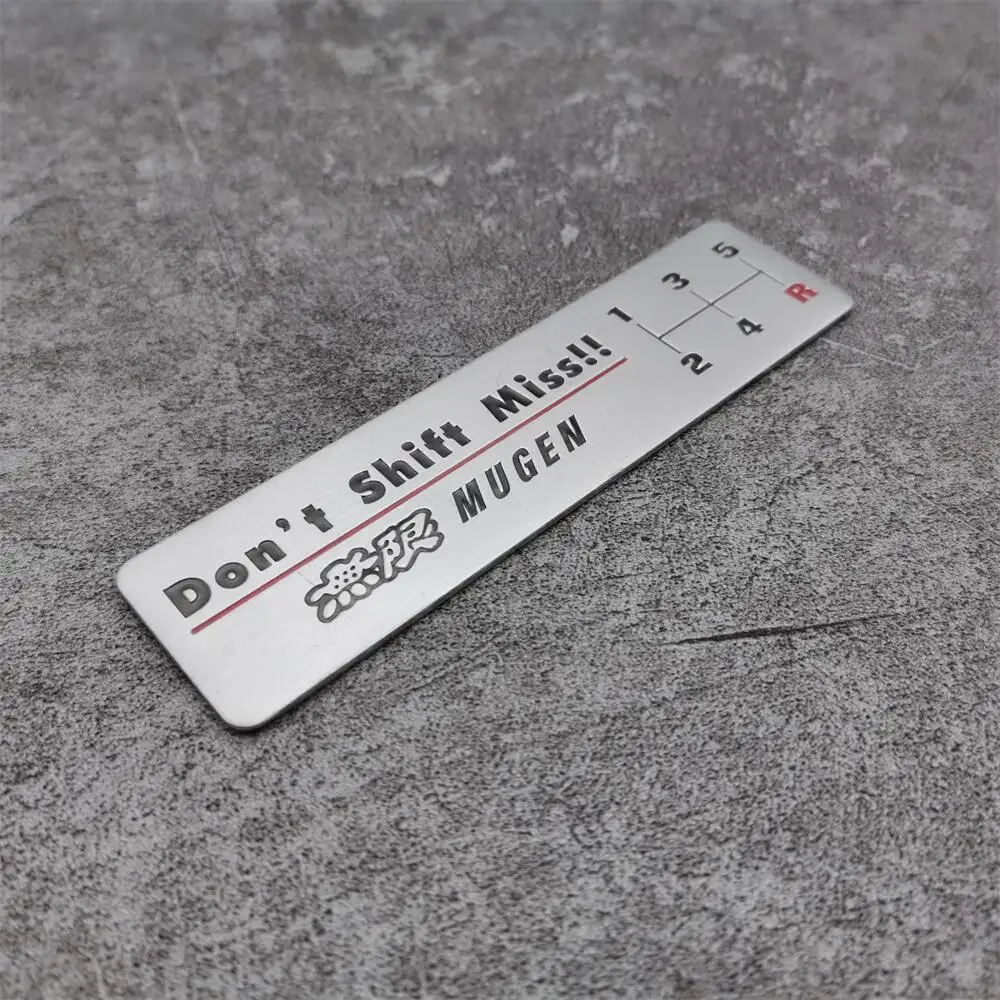 Don't Shift Miss!!
無限 MUGEN
1 3 5
2 4 R